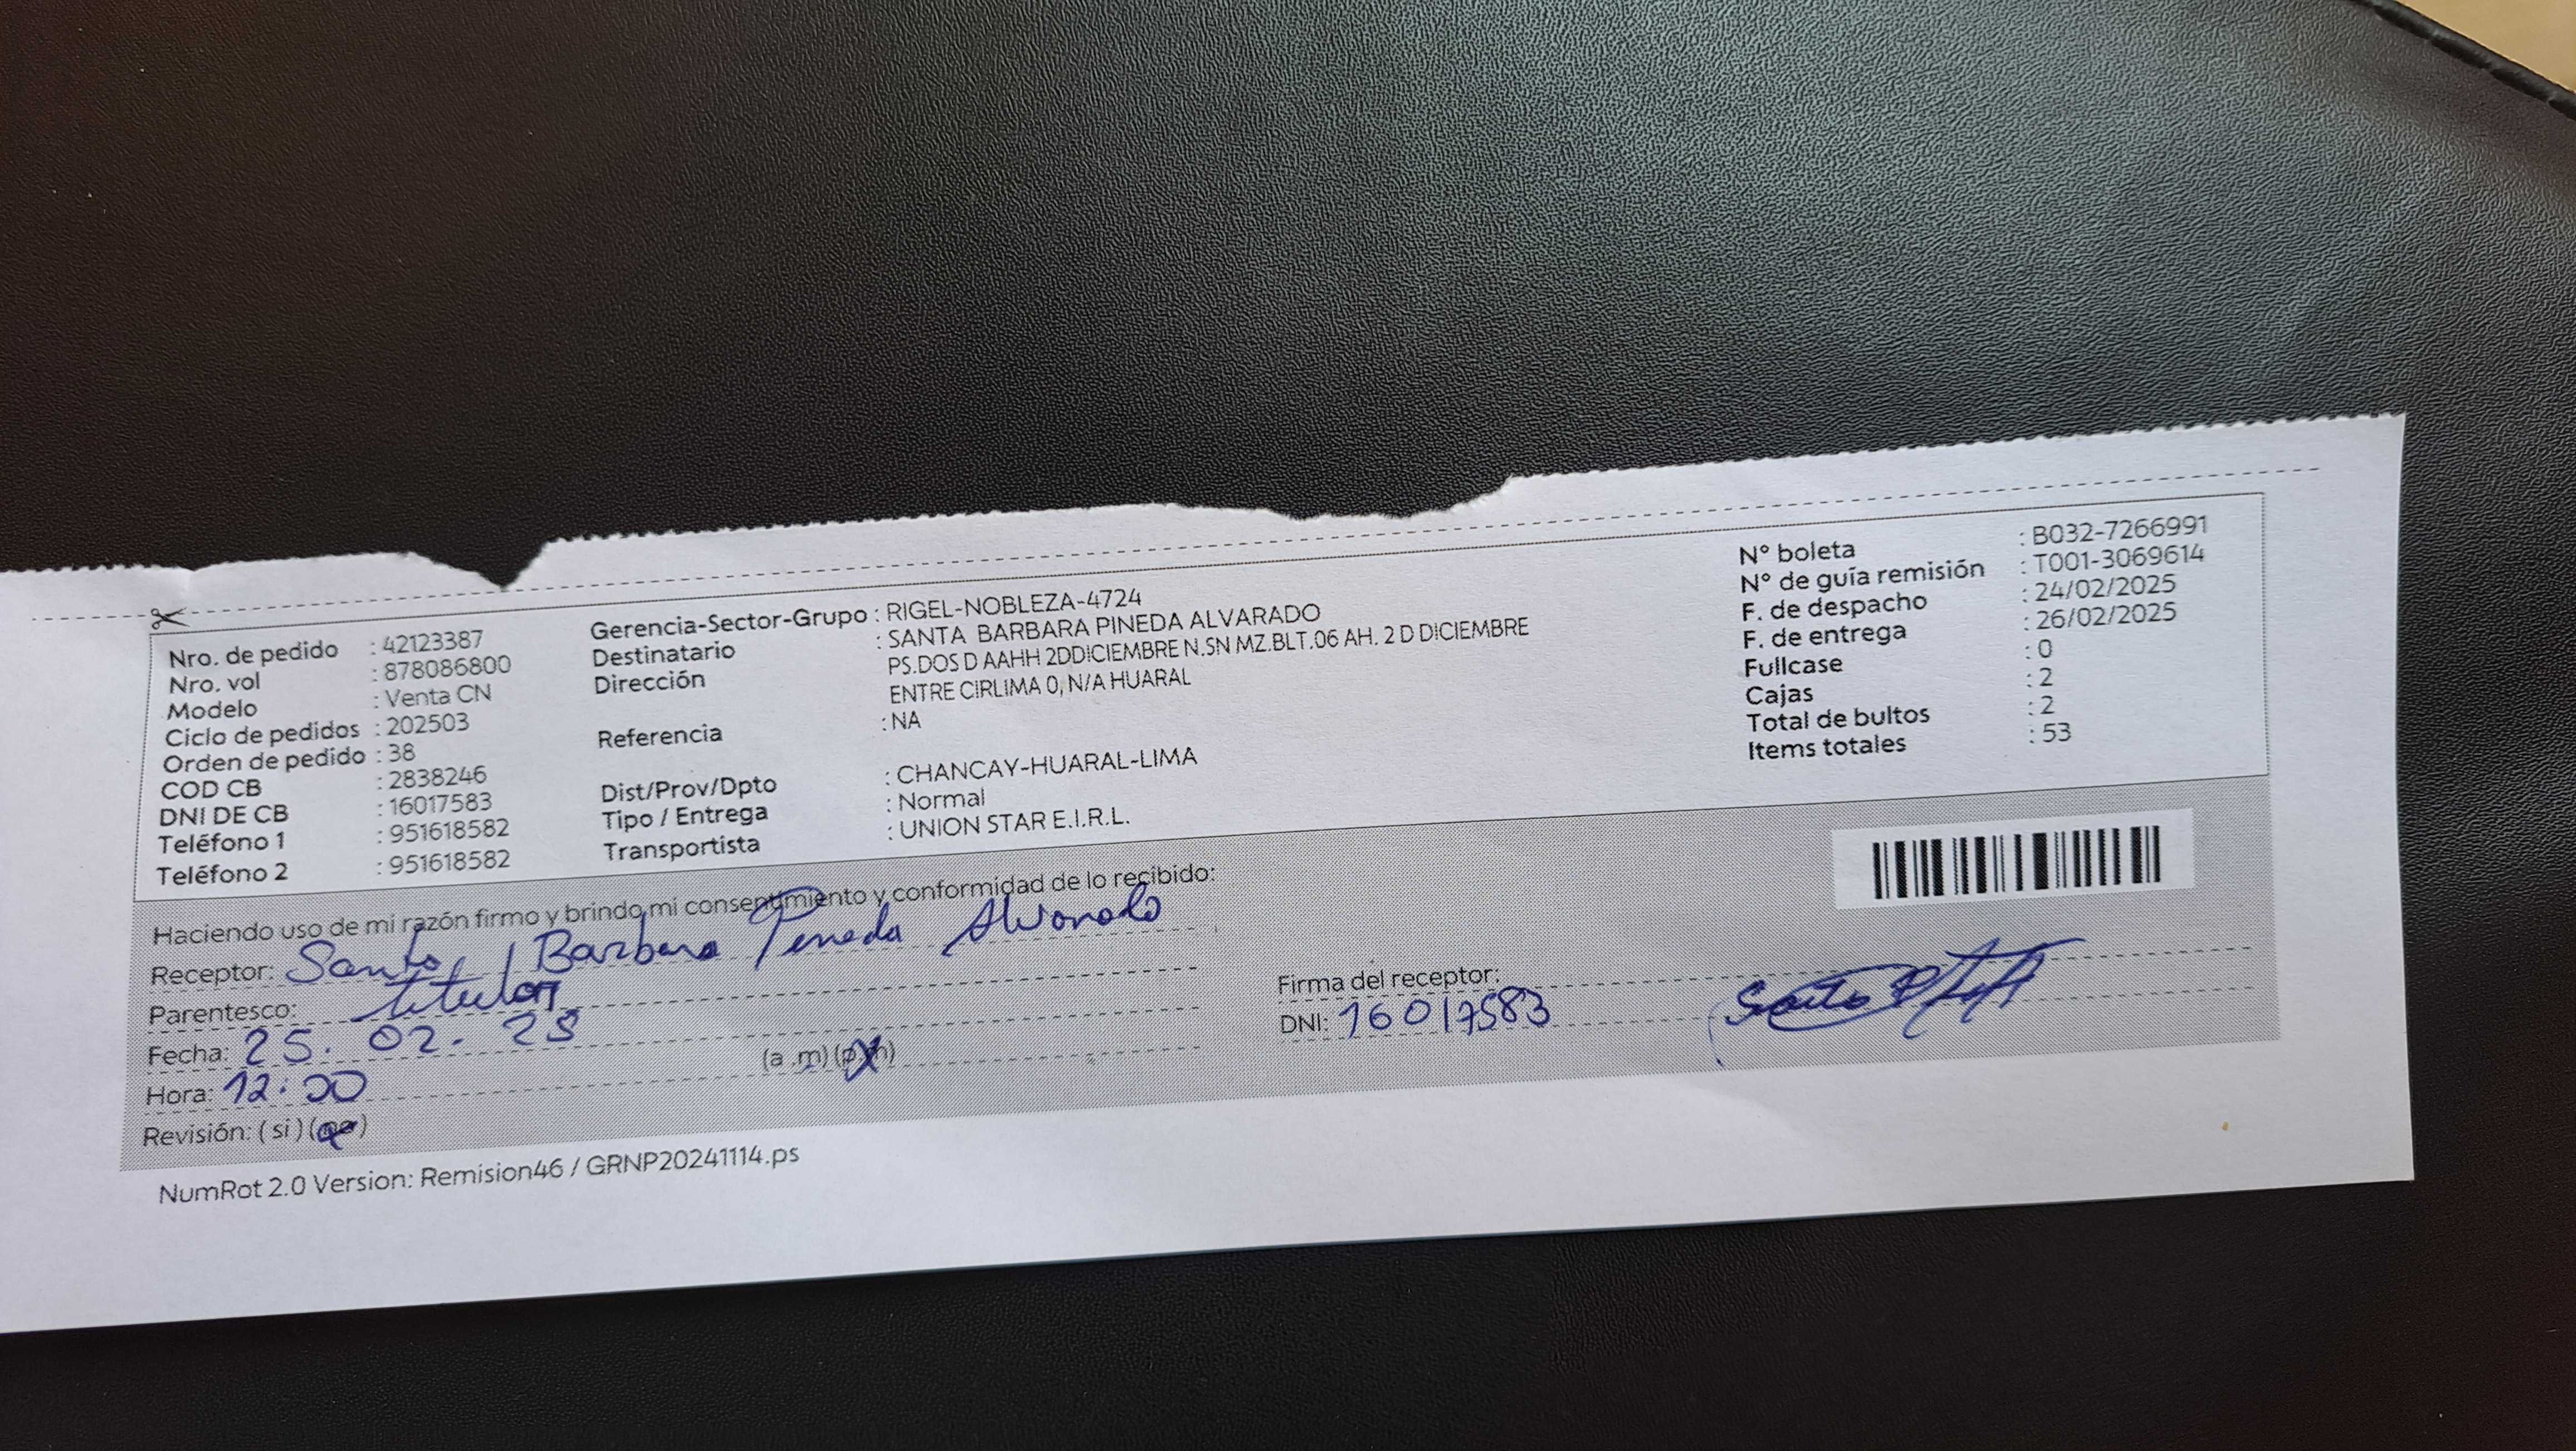 Nro. de pedido : 42123387
Nro. vol : 878086800
Modelo : Venta CN
Ciclo de pedidos : 202503
Orden de pedido : 38
COD CB : 2838246
DNI DE CB : 16017583
Teléfono 1 : 951618582
Teléfono 2 : 951618582
Gerencia-Sector-Grupo : RIGEL-NOBLEZA-4724
Destinatario : SANTA BARBARA PINEDA ALVARADO
Dirección PS.DOS D AAHH 2DDICIEMBRE N.SN MZ.BLT.06 AH. 2 D DICIEMBRE
ENTRE CIRLIMA 0, N/A HUARAL
Referencia : NA
Dist/Prov/Dpto : CHANCAY-HUARAL-LIMA
Tipo / Entrega : Normal
Transportista : UNION STAR E.I.R.L.
N° boleta : B032-7266991
N° de guía remisión : T001-3069614
F. de despacho : 24/02/2025
F. de entrega : 26/02/2025
Fullcase : 0
Cajas : 2
Total de bultos : 2
Items totales : 53
Haciendo uso de mi razón firmo y brindo mi consentimiento y conformidad de lo recibido:
Receptor: Santa Barbara Pineda Alvarado
Parentesco: titular
Fecha: 25. 02. 25
Hora: 12:00 (a .m) (p.m)
Revisión: ( si ) (no)
Firma del receptor:
DNI: 16017583
NumRot 2.0 Version: Remision46 / GRNP20241114.ps